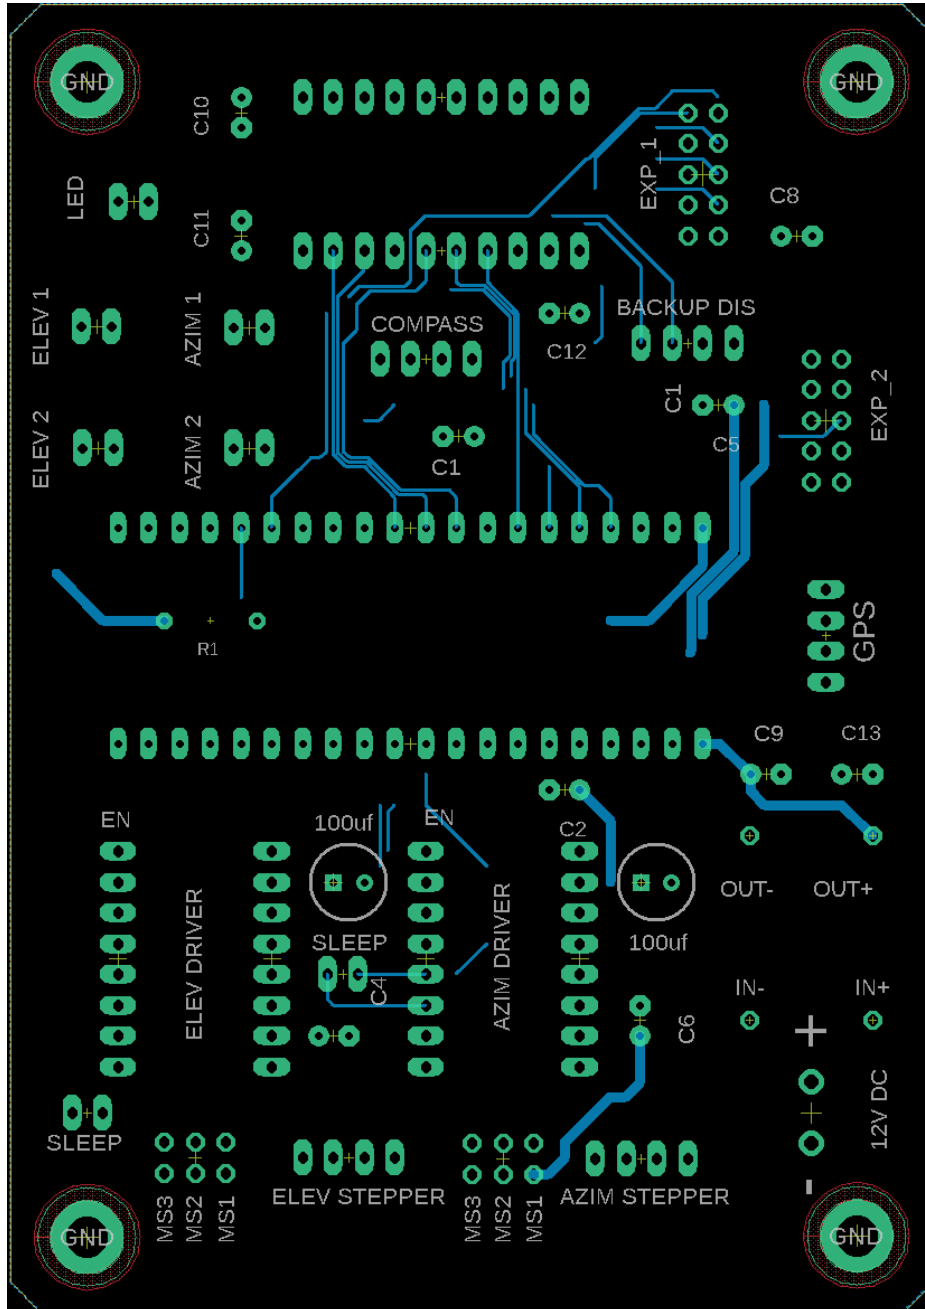 GND
GND
C10
EXP_1
LED
C11
C8
ELEV 1
AZIM 1
COMPASS
BACKUP DIS
C12
C1
EXP_2
ELEV 2
AZIM 2
C1
C5
GPS
R1
C9
C13
EN
100uf
EN
C2
OUT-
OUT+
ELEV DRIVER
SLEEP
AZIM DRIVER
100uf
C4
IN-
IN+
C6
+
12V DC
SLEEP
-
MS3
MS2
MS1
ELEV STEPPER
MS3
MS2
MS1
AZIM STEPPER
GND
GND